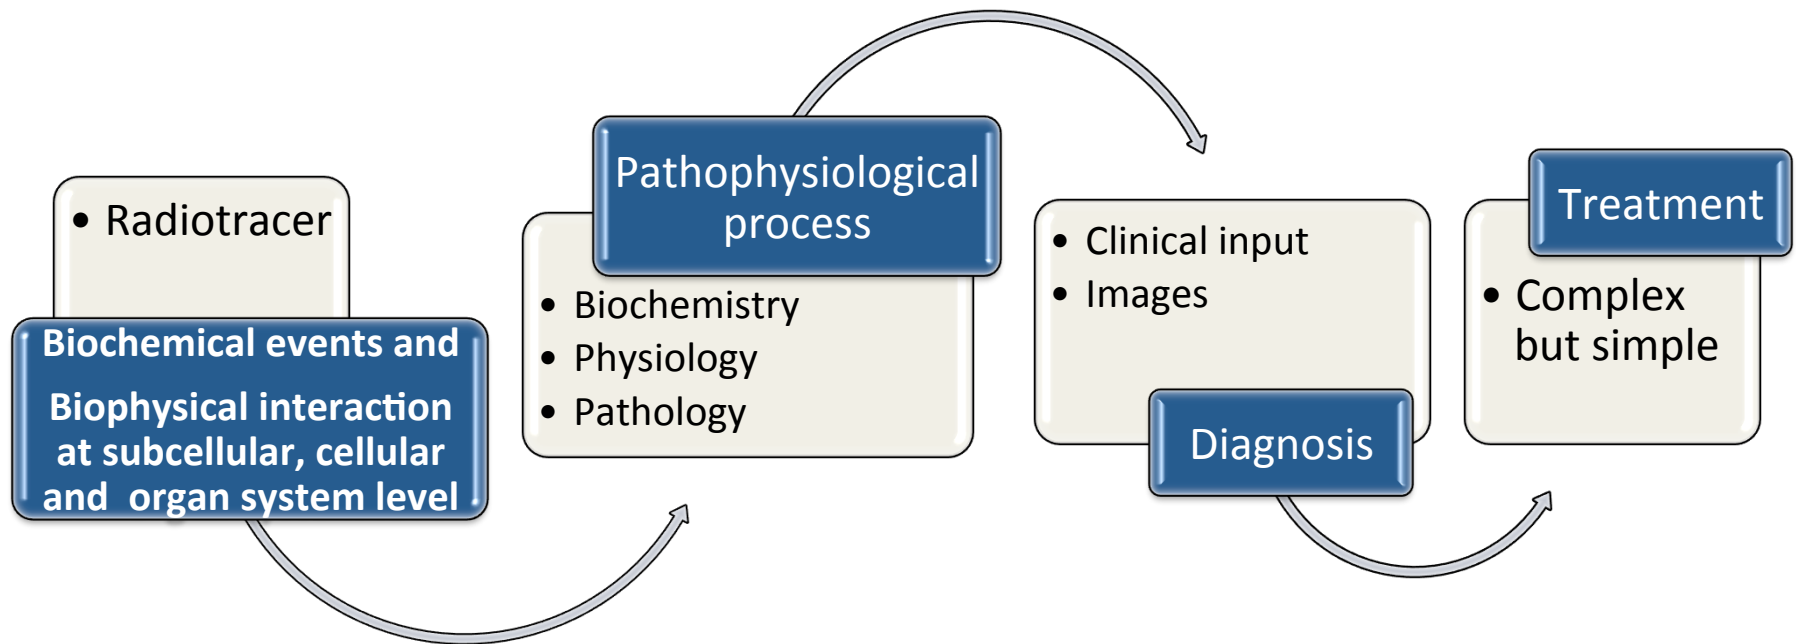 • Radiotracer
Biochemical events and
Biophysical interaction
at subcellular, cellular
and organ system level
Pathophysiological
process
• Biochemistry
• Physiology
• Pathology
• Clinical input
• Images
Diagnosis
Treatment
• Complex
but simple